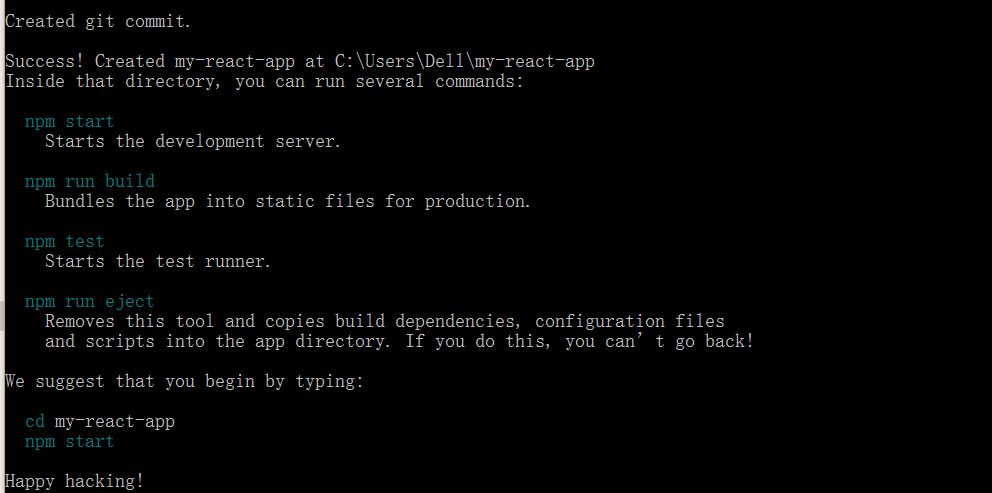 Created git commit.
Success! Created my-react-app at C:\Users\Dell\my-react-app
Inside that directory, you can run several commands:
npm start
Starts the development server.
npm run build
Bundles the app into static files for production.
npm test
Starts the test runner.
npm run eject
Removes this tool and copies build dependencies, configuration files
and scripts into the app directory. If you do this, you can’t go back!
We suggest that you begin by typing:
cd my-react-app
npm start
Happy hacking!